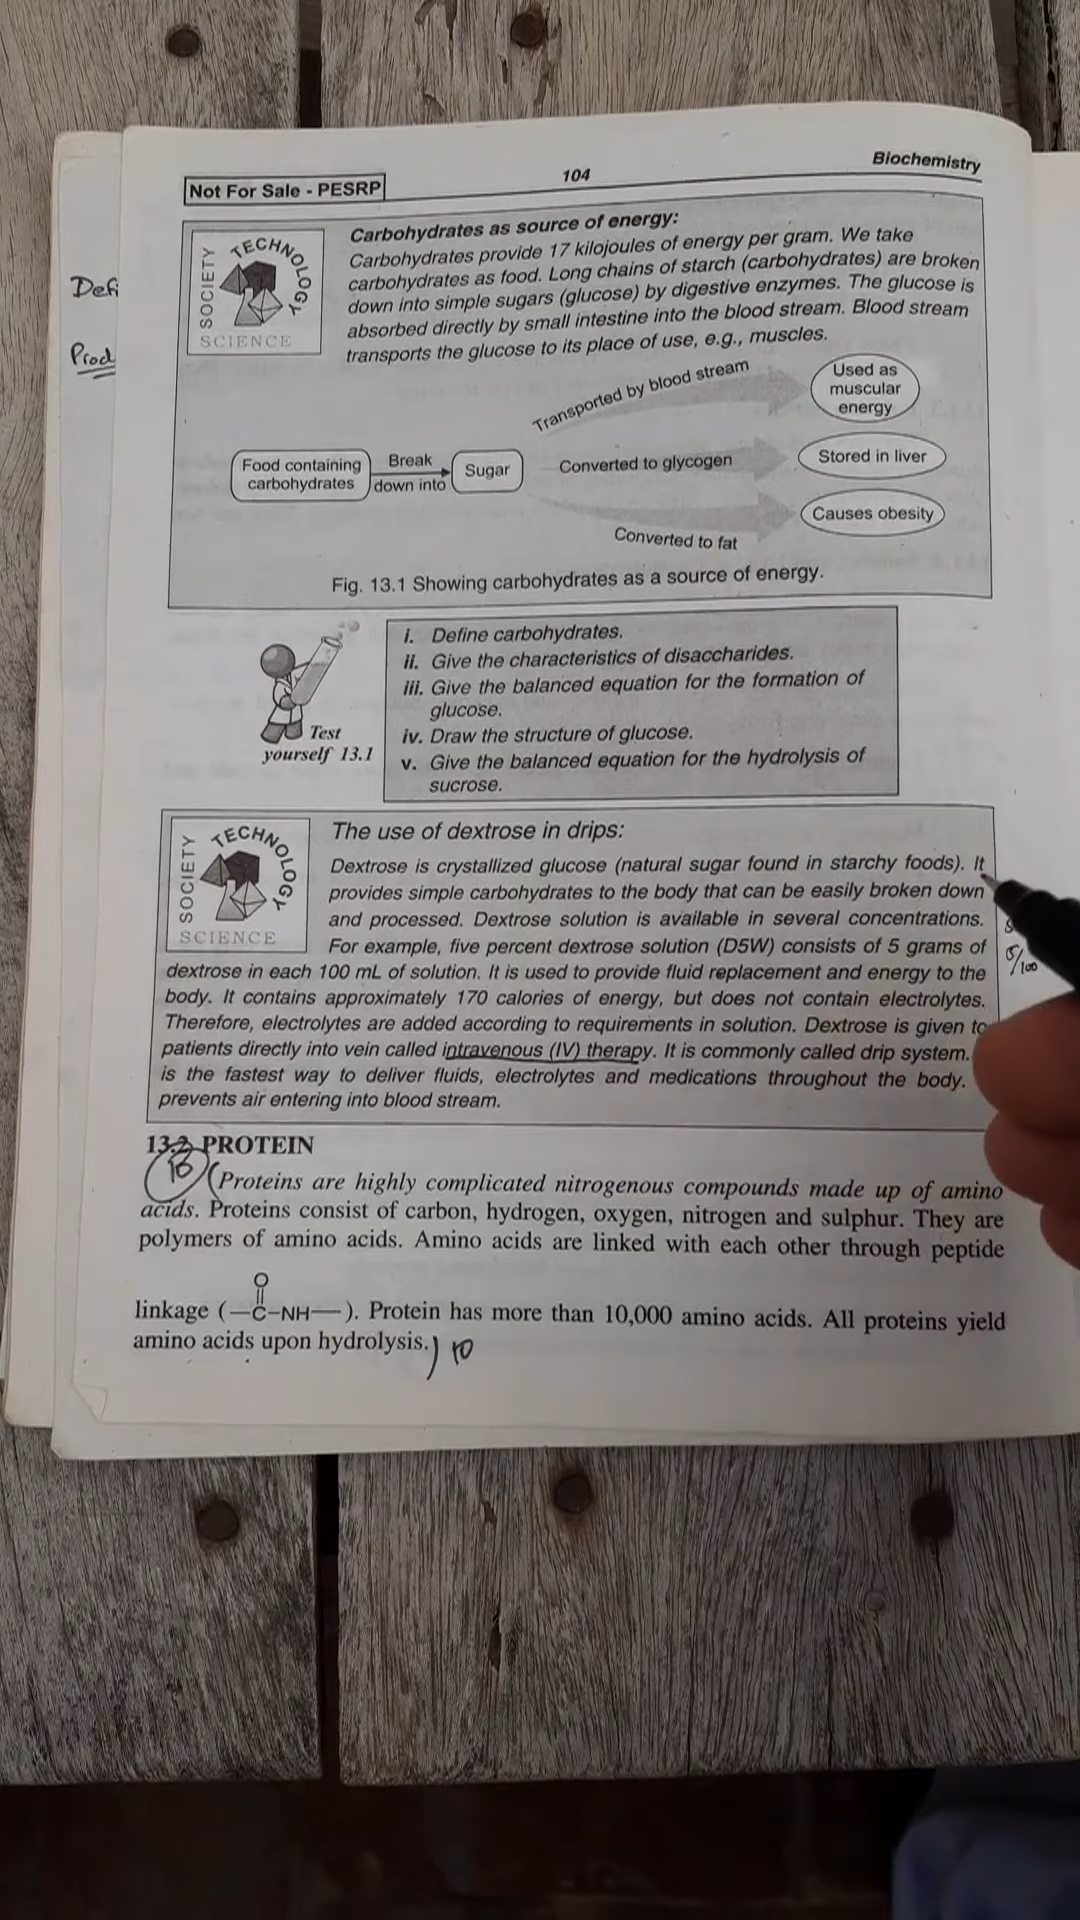 Not For Sale - PESRP
104
Biochemistry
SOCIETY
TECHNOLOGY
SCIENCE
Carbohydrates as source of energy:
Carbohydrates provide 17 kilojoules of energy per gram. We take
carbohydrates as food. Long chains of starch (carbohydrates) are broken
down into simple sugars (glucose) by digestive enzymes. The glucose is
absorbed directly by small intestine into the blood stream. Blood stream
transports the glucose to its place of use, e.g., muscles.
Defi
Prod
Transported by blood stream
Used as
muscular
energy
Food containing
carbohydrates
Break
down into
Sugar
Converted to glycogen
Stored in liver
Converted to fat
Causes obesity
Fig. 13.1 Showing carbohydrates as a source of energy.
Test
yourself 13.1
i. Define carbohydrates.
ii. Give the characteristics of disaccharides.
iii. Give the balanced equation for the formation of
glucose.
iv. Draw the structure of glucose.
v. Give the balanced equation for the hydrolysis of
sucrose.
SOCIETY
TECHNOLOGY
SCIENCE
The use of dextrose in drips:
Dextrose is crystallized glucose (natural sugar found in starchy foods). It
provides simple carbohydrates to the body that can be easily broken down
and processed. Dextrose solution is available in several concentrations.
For example, five percent dextrose solution (D5W) consists of 5 grams of
dextrose in each 100 mL of solution. It is used to provide fluid replacement and energy to the
body. It contains approximately 170 calories of energy, but does not contain electrolytes.
Therefore, electrolytes are added according to requirements in solution. Dextrose is given to
patients directly into vein called intravenous (IV) therapy. It is commonly called drip system.
is the fastest way to deliver fluids, electrolytes and medications throughout the body.
prevents air entering into blood stream.
5/100
13.2 PROTEIN
(Proteins are highly complicated nitrogenous compounds made up of amino
acids. Proteins consist of carbon, hydrogen, oxygen, nitrogen and sulphur. They are
polymers of amino acids. Amino acids are linked with each other through peptide
O
linkage (—C–NH—). Protein has more than 10,000 amino acids. All proteins yield
amino acids upon hydrolysis.)